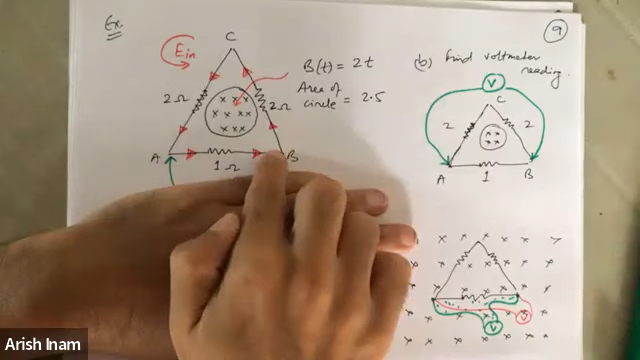 Ex.
9
C
Ein
2Ω
2Ω
x x x
x x x x
x x x
A
B
1Ω
B(t) = 2t
Area of
circle = 2.5
(b) Find voltmeter
reading.
V
C
2
2
x x
x x
A
B
1
V
V
Arish Inam